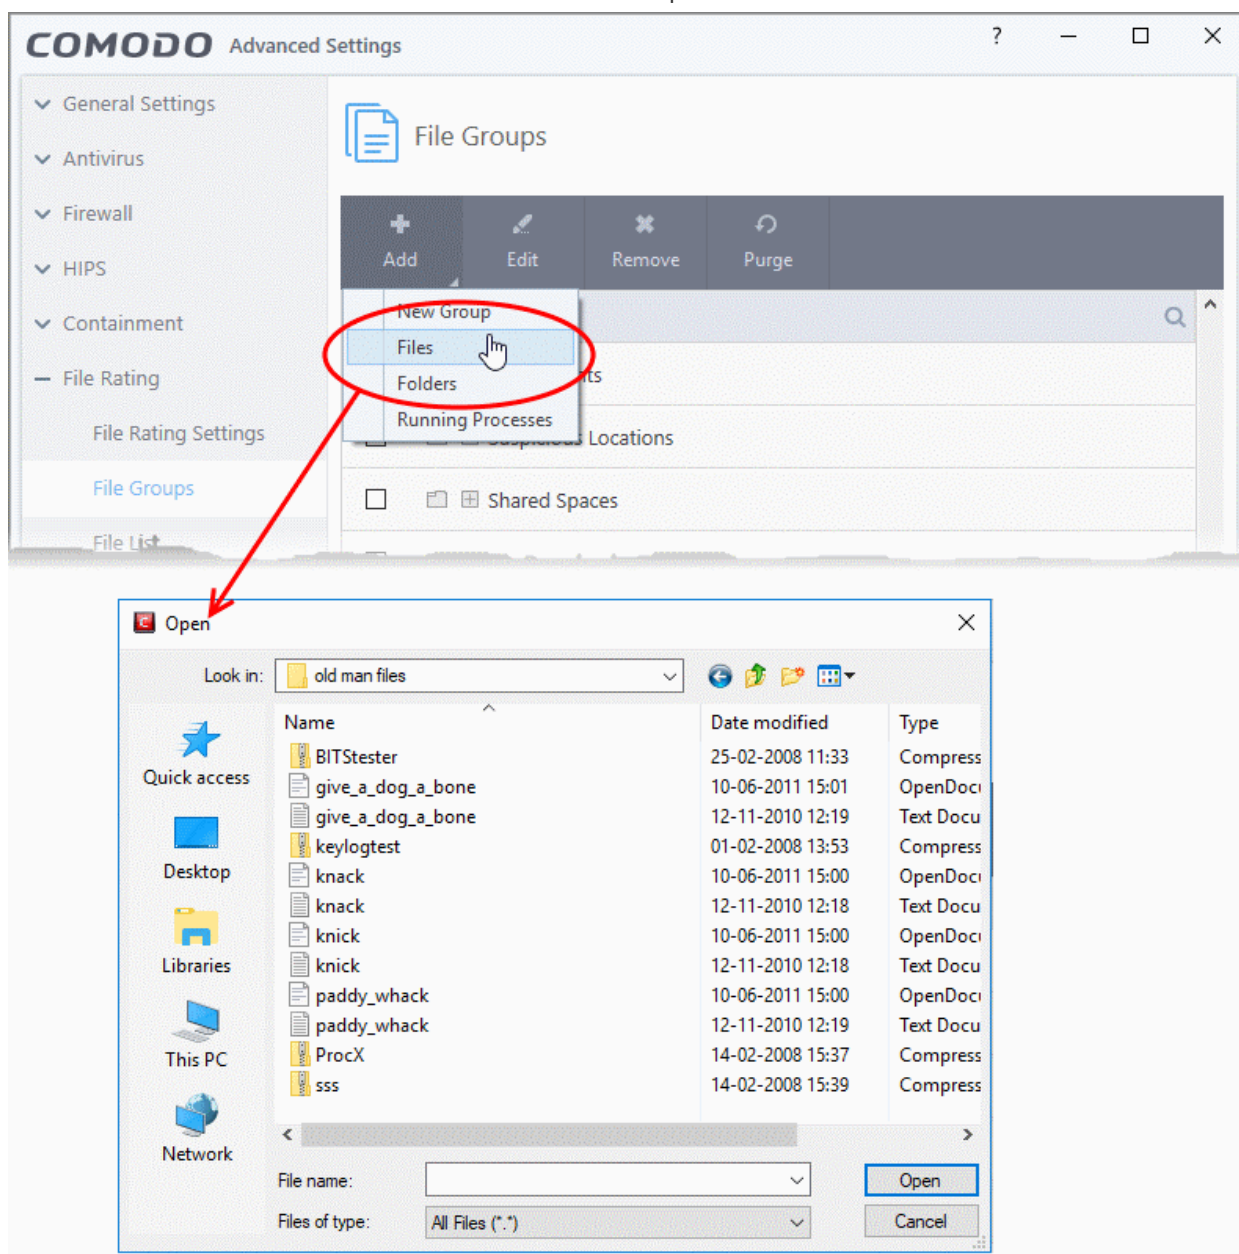 COMODO Advanced Settings ?
General Settings
Antivirus
Firewall
HIPS
Containment
File Rating
File Rating Settings
File Groups
File List
File Groups
Add Edit Remove Purge
New Group
Files
Folders
Running Processes
Locations
Shared Spaces
Open
Look in: old man files
Name Date modified Type
BITStester 25-02-2008 11:33 Compress
give_a_dog_a_bone 10-06-2011 15:01 OpenDoc
give_a_dog_a_bone 12-11-2010 12:19 Text Docu
keylogtest 01-02-2008 13:53 Compress
knack 10-06-2011 15:00 OpenDoc
knack 12-11-2010 12:18 Text Docu
knick 10-06-2011 15:00 OpenDoc
knick 12-11-2010 12:18 Text Docu
paddy_whack 10-06-2011 15:00 OpenDoc
paddy_whack 12-11-2010 12:19 Text Docu
ProcX 14-02-2008 15:37 Compress
sss 14-02-2008 15:39 Compress
Quick access
Desktop
Libraries
This PC
Network
File name: Open
Files of type: All Files (*.*) Cancel